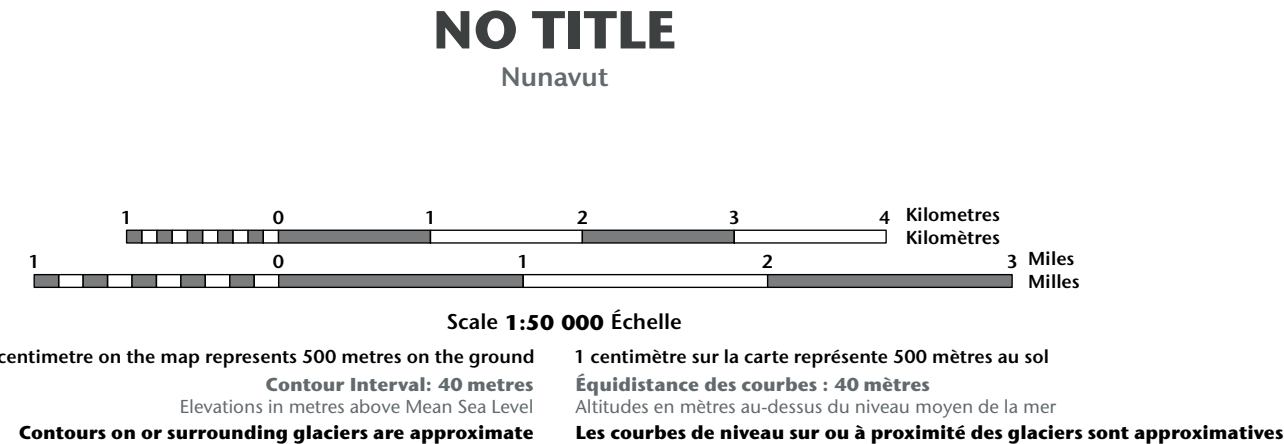 NO TITLE
Nunavut
1 0 1 2 3 4 Kilometres
Kilomètres
1 0 1 2 3 Miles
Milles
Scale 1:50 000 Échelle
centimetre on the map represents 500 metres on the ground
1 centimètre sur la carte représente 500 mètres au sol
Contour Interval: 40 metres
Équidistance des courbes : 40 mètres
Elevations in metres above Mean Sea Level
Altitudes en mètres au-dessus du niveau moyen de la mer
Contours on or surrounding glaciers are approximate
Les courbes de niveau sur ou à proximité des glaciers sont approximatives